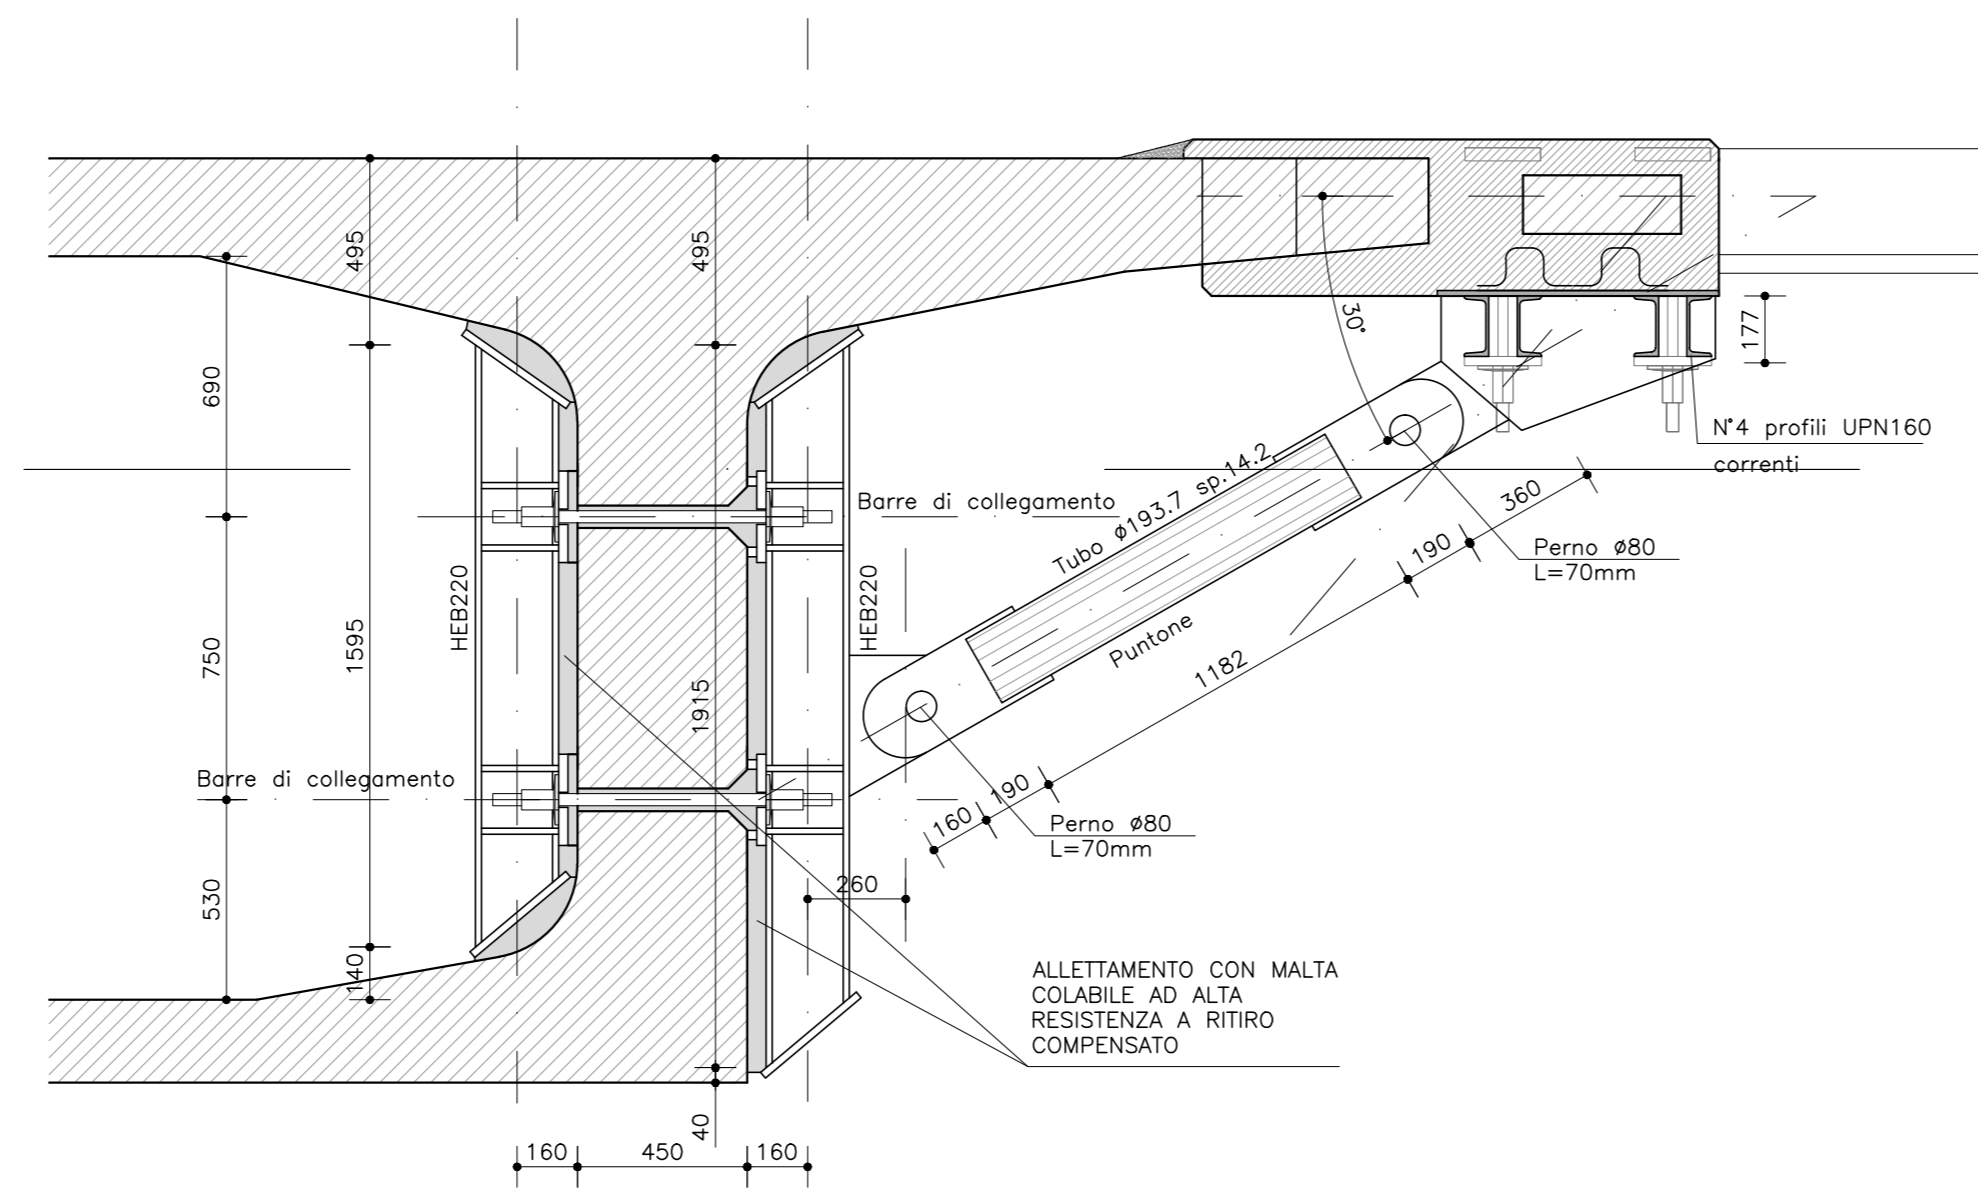 495
495
690
1595
750
1915
530
140
40
160
450
160
260
HEB220
HEB220
30°
177
N°4 profili UPN160
correnti
Barre di collegamento
Barre di collegamento
Tubo ø193.7 sp.14.2
Puntone
360
190
1182
190
160
Perno ø80
L=70mm
Perno ø80
L=70mm
ALLETTAMENTO CON MALTA
COLABILE AD ALTA
RESISTENZA A RITIRO
COMPENSATO